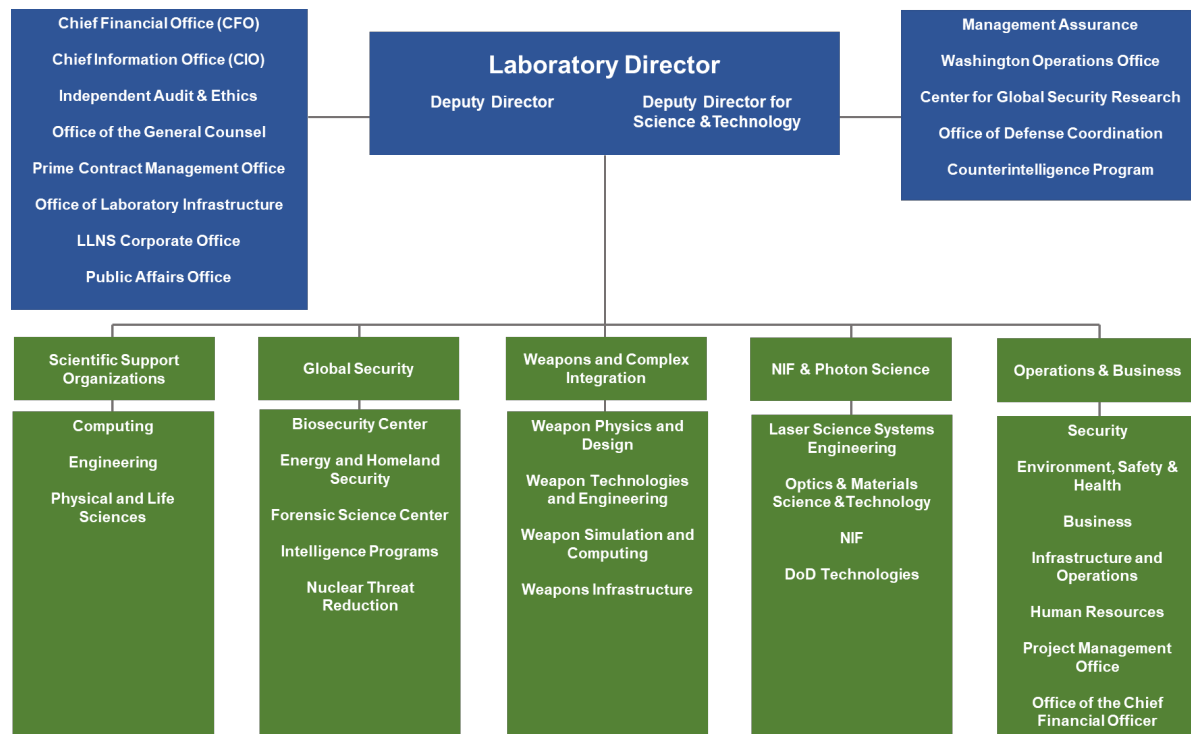 Chief Financial Office (CFO)
Chief Information Office (CIO)
Independent Audit & Ethics
Office of the General Counsel
Prime Contract Management Office
Office of Laboratory Infrastructure
LLNS Corporate Office
Public Affairs Office
Laboratory Director
Deputy Director
Deputy Director for
Science & Technology
Management Assurance
Washington Operations Office
Center for Global Security Research
Office of Defense Coordination
Counterintelligence Program
Scientific Support
Organizations
Computing
Engineering
Physical and Life
Sciences
Global Security
Biosecurity Center
Energy and Homeland
Security
Forensic Science Center
Intelligence Programs
Nuclear Threat
Reduction
Weapons and Complex
Integration
Weapon Physics and
Design
Weapon Technologies
and Engineering
Weapon Simulation and
Computing
Weapons Infrastructure
NIF & Photon Science
Laser Science Systems
Engineering
Optics & Materials
Science & Technology
NIF
DoD Technologies
Operations & Business
Security
Environment, Safety &
Health
Business
Infrastructure and
Operations
Human Resources
Project Management
Office
Office of the Chief
Financial Officer